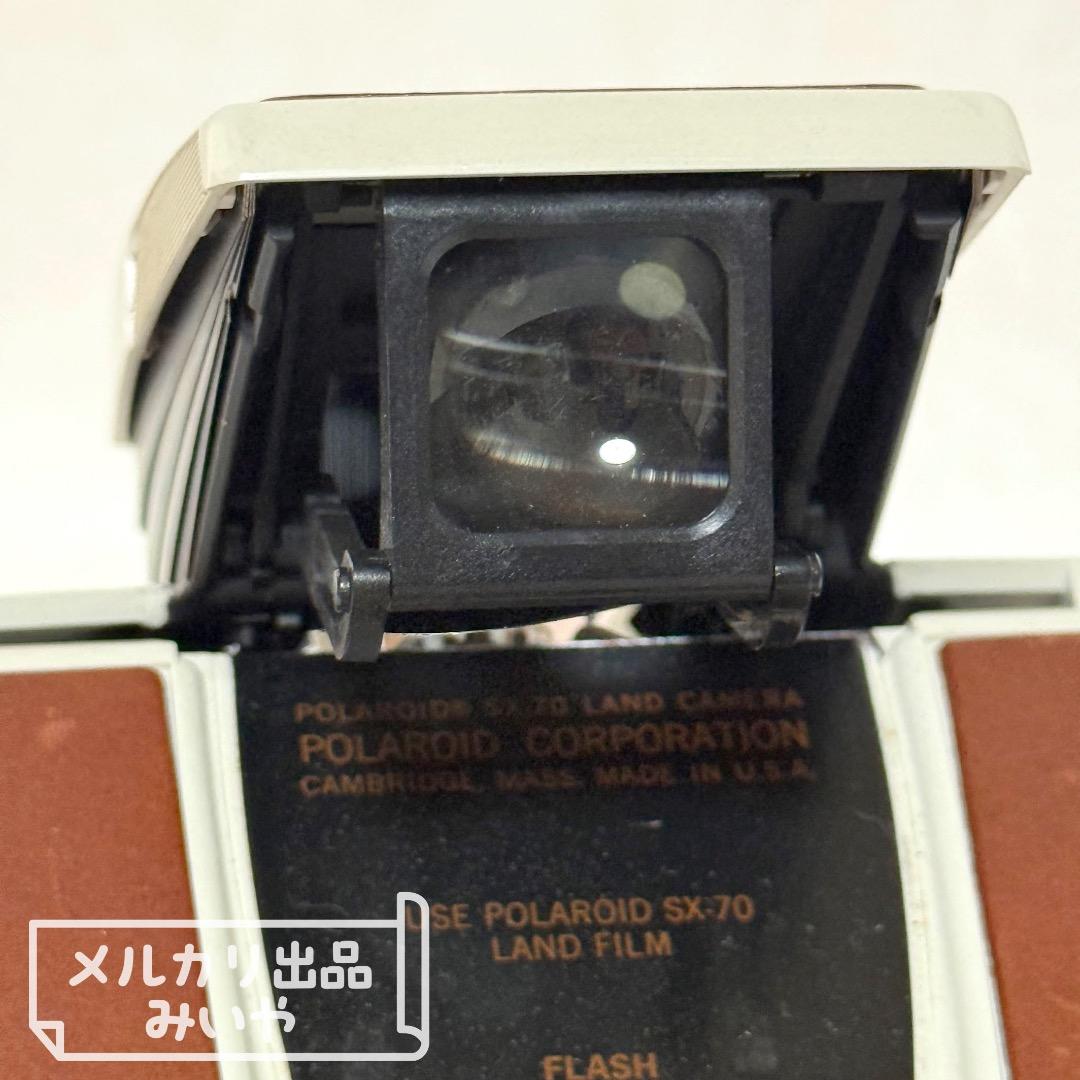 POLAROID® SX-70 LAND CAMERA
POLAROID CORPORATION
CAMBRIDGE, MASS. MADE IN U.S.A.
USE POLAROID SX-70
LAND FILM
FLASH
メルカリ出品
みいや